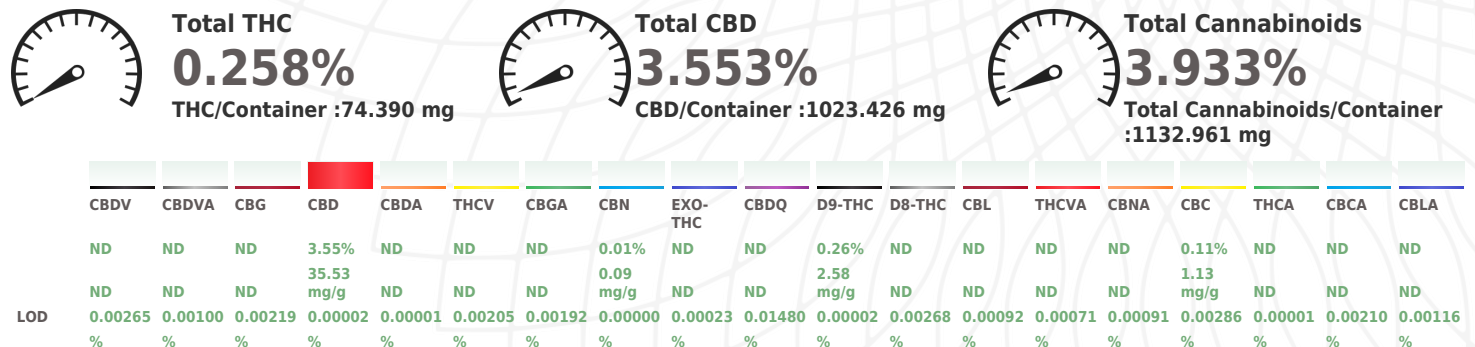 Total THC
0.258%
THC/Container :74.390 mg
Total CBD
3.553%
CBD/Container :1023.426 mg
Total Cannabinoids
3.933%
Total Cannabinoids/Container
:1132.961 mg
CBDV CBDVA CBG CBD CBDA THCV CBGA CBN EXO-THC CBDQ D9-THC D8-THC CBL THCVA CBNA CBC THCA CBCA CBLA
ND ND ND 3.55% ND ND ND 0.01% ND ND 0.26% ND ND ND ND 0.11% ND ND ND
ND ND ND 35.53 mg/g ND ND ND 0.09 mg/g ND ND 2.58 mg/g ND ND ND ND 1.13 mg/g ND ND ND
LOD 0.00265 0.00100 0.00219 0.00002 0.00001 0.00205 0.00192 0.00000 0.00023 0.01480 0.00002 0.00268 0.00092 0.00071 0.00091 0.00286 0.00001 0.00210 0.00116
% % % % % % % % % % % % % % % % % % %